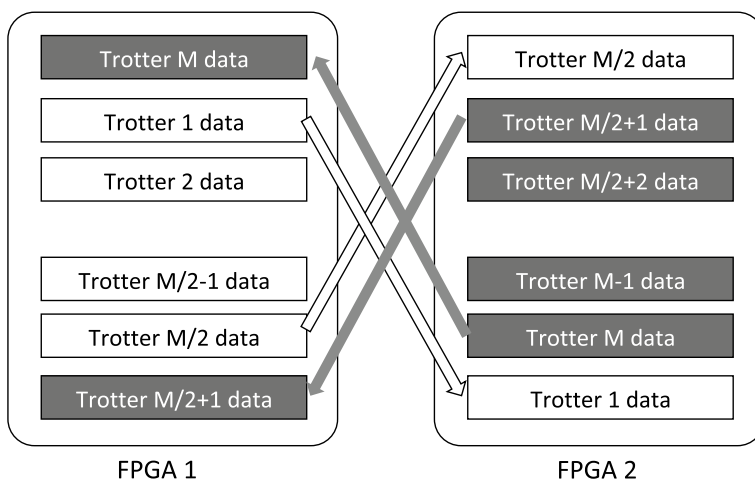 Trotter M data
Trotter 1 data
Trotter 2 data
Trotter M/2-1 data
Trotter M/2 data
Trotter M/2+1 data
FPGA 1
Trotter M/2 data
Trotter M/2+1 data
Trotter M/2+2 data
Trotter M-1 data
Trotter M data
Trotter 1 data
FPGA 2